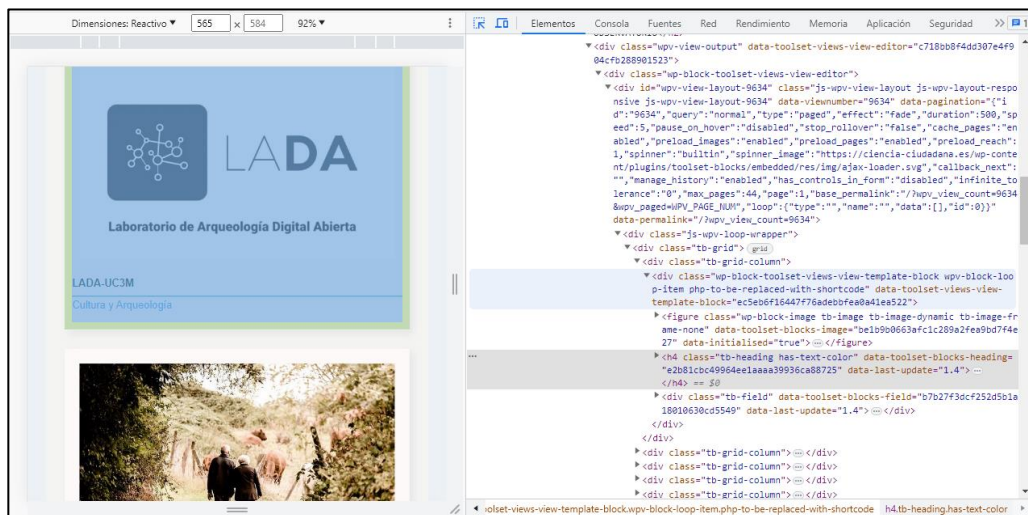 Dimensiones: Reactivo ▼ 565 x 584 92% ▼
LADA
Laboratorio de Arqueología Digital Abierta
LADA-UC3M
Cultura y Arqueología
Elementos Consola Fuentes Red Rendimiento Memoria Aplicación Seguridad 1
▼<div class="wpv-view-output" data-toolset-views-view-editor="c718bb8f4dd307e4f9
04cfb288901523">
▼<div class="wp-block-toolset-views-view-editor">
▼<div id="wpv-view-layout-9634" class="js-wpv-view-layout js-wpv-layout-respo
nsive js-wpv-view-layout-9634" data-viewnumber="9634" data-pagination="{"i
d":"9634","query":"normal","type":"paged","effect":"fade","duration":500,"sp
eed":5,"pause_on_hover":"disabled","stop_rollover":"false","cache_pages":"en
abled","preload_images":"enabled","preload_pages":"enabled","preload_reach":
1,"spinner":"builtin","spinner_image":"https://ciencia-ciudadana.es/wp-conte
nt/plugins/toolset-blocks/embedded/res/img/ajax-loader.svg","callback_next":
"","manage_history":"enabled","has_controls_in_form":"disabled","infinite_to
lerance":"0","max_pages":44,"page":1,"base_permalink":"/?wpv_view_count=9634
&wpv_paged=WPV_PAGE_NUM","loop":{"type":"","name":"","data":[],"id":0}}"
data-permalink="/?wpv_view_count=9634">
▼<div class="js-wpv-loop-wrapper">
▼<div class="tb-grid"> grid
▼<div class="tb-grid-column">
▼<div class="wp-block-toolset-views-view-template-block wpv-block-loo
p-item php-to-be-replaced-with-shortcode" data-toolset-views-view-
template-block="ec5eb6f16447f76adebbfea0a41ea522">
▶<figure class="wp-block-image tb-image tb-image-dynamic tb-image-fr
ame-none" data-toolset-blocks-image="be1b9b0663afc1c289a2fea9bd7f4e
27" data-initialised="true">…</figure>
… ▶<h4 class="tb-heading has-text-color" data-toolset-blocks-heading=
"e2b81cbc49964ee1aaaa39936ca88725" data-last-update="1.4">…
</h4> == $0
▶<div class="tb-field" data-toolset-blocks-field="b7b27f3dcf252d5b1a
18010630cd5549" data-last-update="1.4">…</div>
</div>
</div>
▶<div class="tb-grid-column">…</div>
▶<div class="tb-grid-column">…</div>
▶<div class="tb-grid-column">…</div>
▶<div class="tb-grid-column">…</div>
olset-views-view-template-block.wpv-block-loop-item.php-to-be-replaced-with-shortcode h4.tb-heading.has-text-color